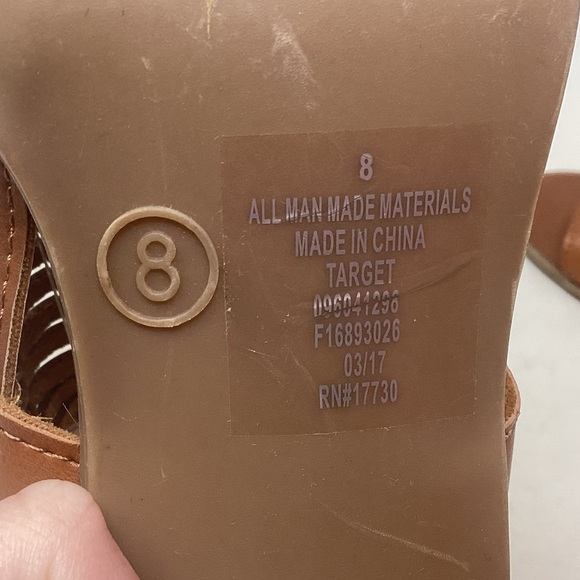 8
8
ALL MAN MADE MATERIALS
MADE IN CHINA
TARGET
096041296
F16893026
03/17
RN#17730